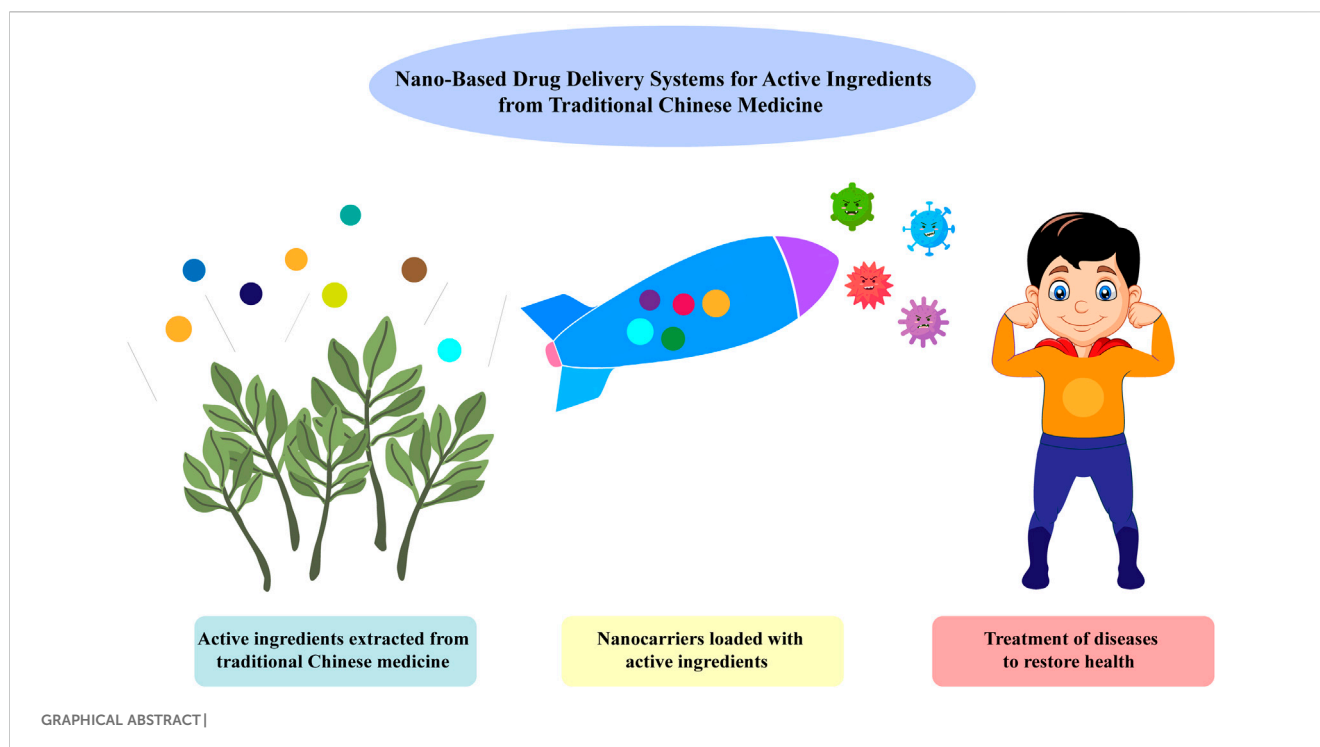 Nano-Based Drug Delivery Systems for Active Ingredients
from Traditional Chinese Medicine
Active ingredients extracted from
traditional Chinese medicine
Nanocarriers loaded with
active ingredients
Treatment of diseases
to restore health
GRAPHICAL ABSTRACT |